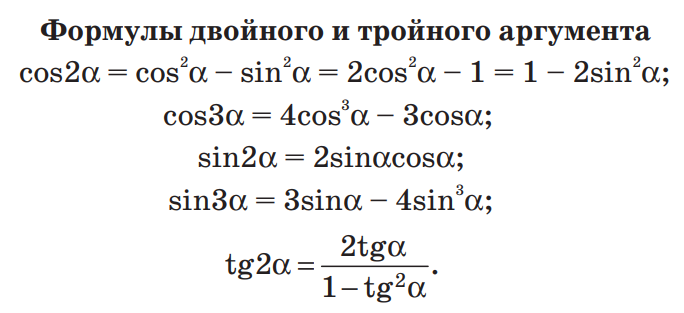 Формулы двойного и тройного аргумента
cos2α = cos²α − sin²α = 2cos²α − 1 = 1 − 2sin²α;
cos3α = 4cos³α − 3cosα;
sin2α = 2sinαcosα;
sin3α = 3sinα − 4sin³α;
tg2α = 2tgα / 1 − tg²α.